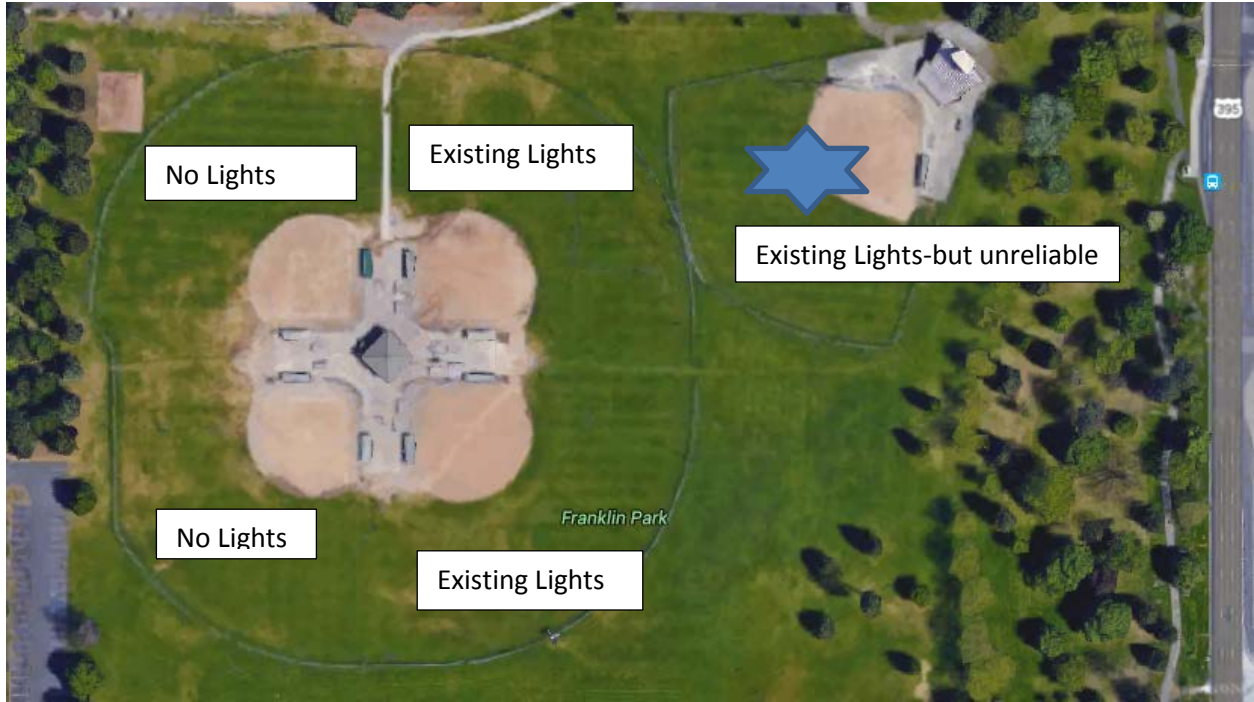 395
Existing Lights
No Lights
Existing Lights-but unreliable
Franklin Park
No Lights
Existing Lights